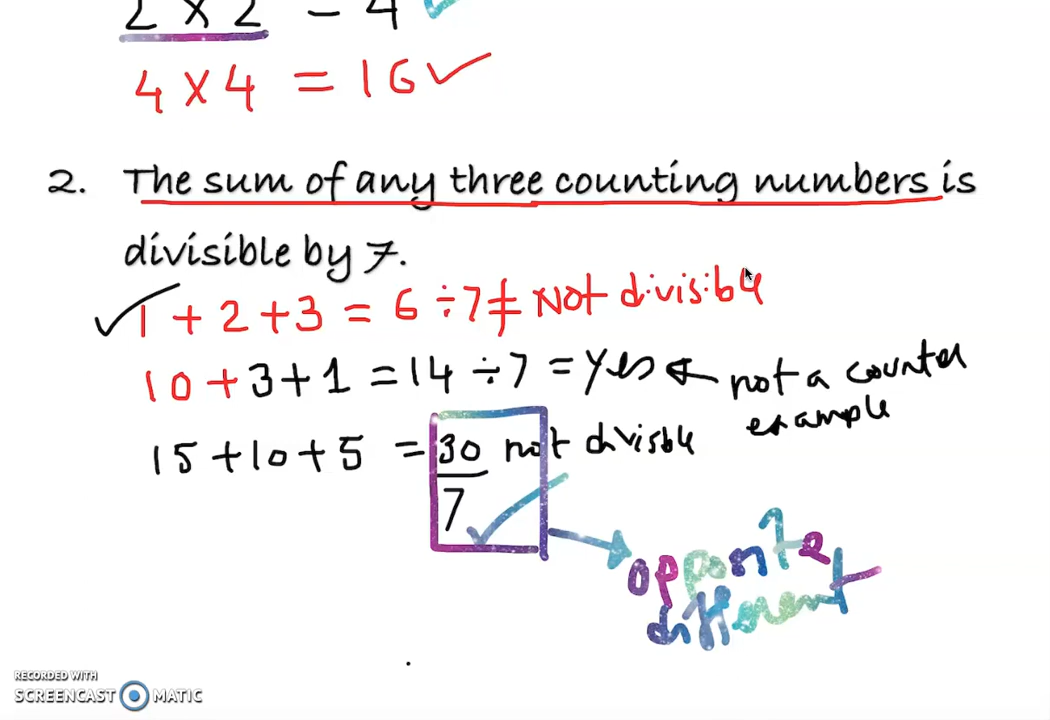 2 × 2 = 4
4 × 4 = 16 ✓
2. The sum of any three counting numbers is
divisible by 7.
✓ 1 + 2 + 3 = 6 ÷ 7 ≠ Not divisible
10 + 3 + 1 = 14 ÷ 7 = Yes ← not a counter
example
15 + 10 + 5 = 30/7 not divisble ✓
→ opposite
different
RECORDED WITH
SCREENCAST MATIC